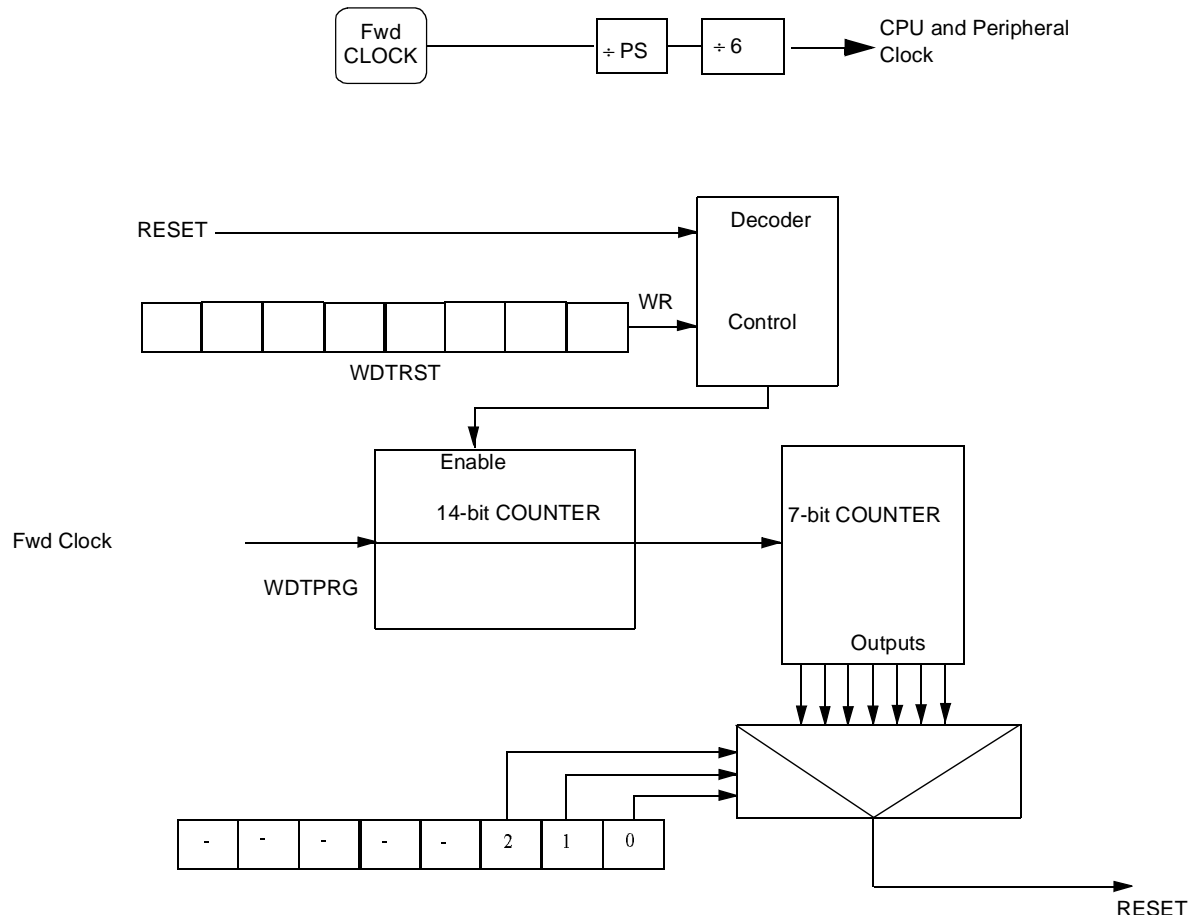 Fwd
CLOCK
÷ PS
÷ 6
CPU and Peripheral
Clock
RESET
Decoder
WR
Control
WDTRST
Enable
14-bit COUNTER
7-bit COUNTER
Fwd Clock
WDTPRG
Outputs
- - - - - 2 1 0
RESET